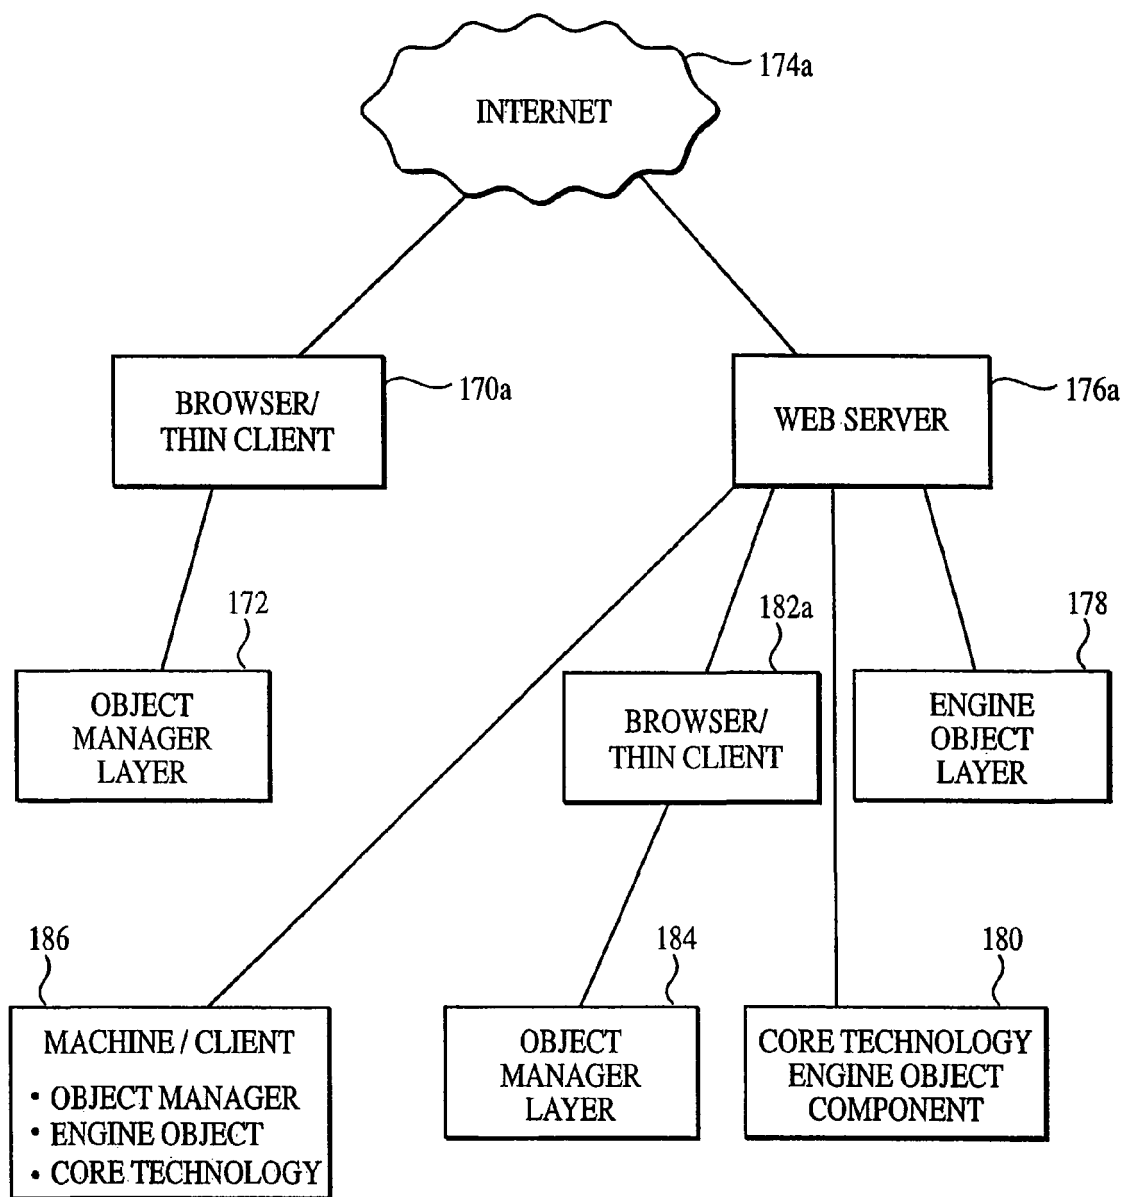 174a
INTERNET
BROWSER/
THIN CLIENT
170a
WEB SERVER
176a
172
OBJECT
MANAGER
LAYER
182a
BROWSER/
THIN CLIENT
178
ENGINE
OBJECT
LAYER
186
MACHINE / CLIENT
• OBJECT MANAGER
• ENGINE OBJECT
• CORE TECHNOLOGY
184
OBJECT
MANAGER
LAYER
180
CORE TECHNOLOGY
ENGINE OBJECT
COMPONENT